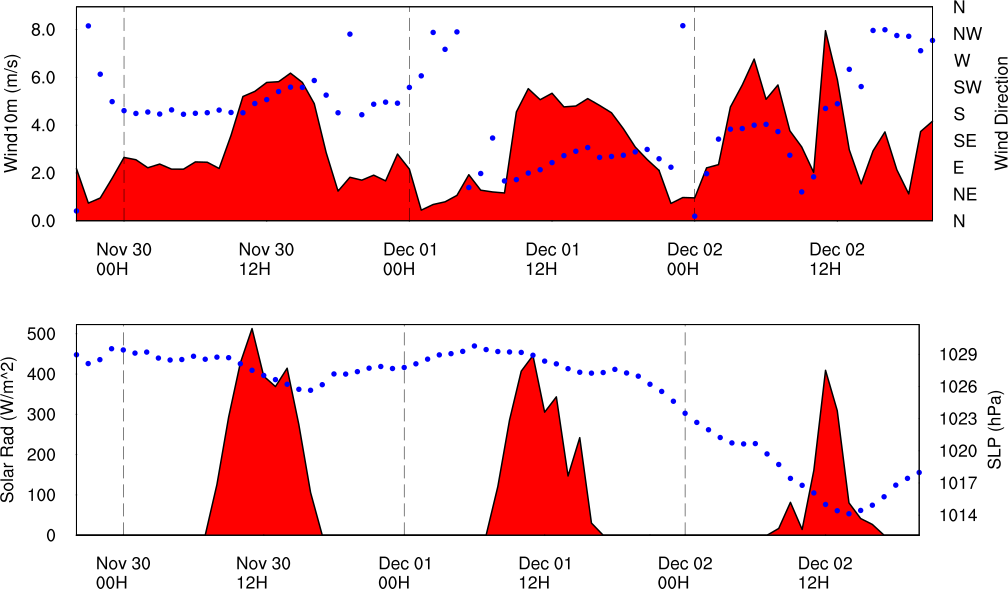 N
8.0
NW
W
6.0
SW
4.0
S
SE
2.0
E
NE
0.0
N
Wind10m (m/s)
Wind Direction
Nov 30 Nov 30 Dec 01 Dec 01 Dec 02 Dec 02
00H 12H 00H 12H 00H 12H
500
1029
400
1026
300
1023
1020
200
1017
100
1014
0
Solar Rad (W/m^2)
SLP (hPa)
Nov 30 Nov 30 Dec 01 Dec 01 Dec 02 Dec 02
00H 12H 00H 12H 00H 12H